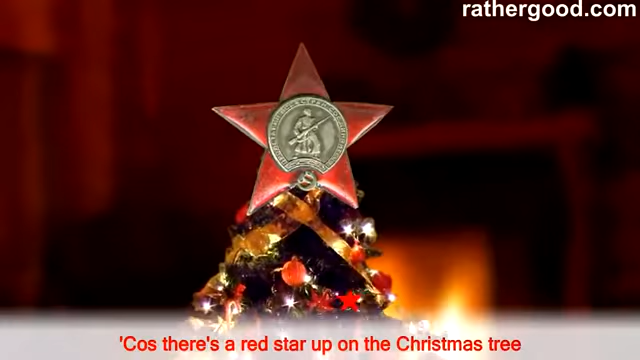 rathergood.com
'Cos there's a red star up on the Christmas tree